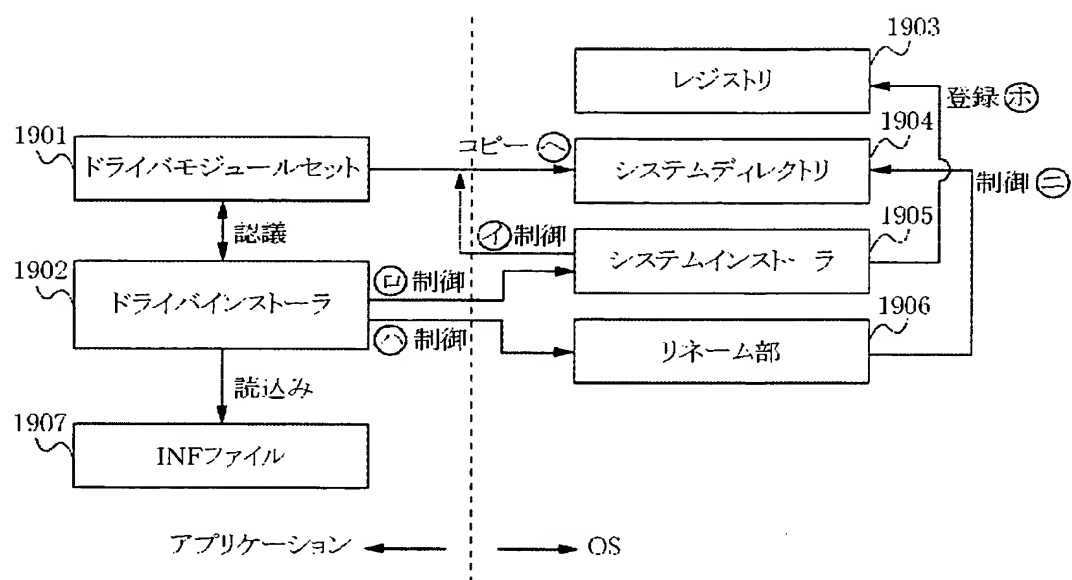 1903
レジストリ
登録 ホ
1901
ドライバモジュールセット
コピー ヘ
1904
システムディレクトリ
制御 ニ
認議
イ 制御
1905
システムインストーラ
1902
ドライバインストーラ
ロ 制御
ハ 制御
1906
リネーム部
読込み
1907
INFファイル
アプリケーション
OS